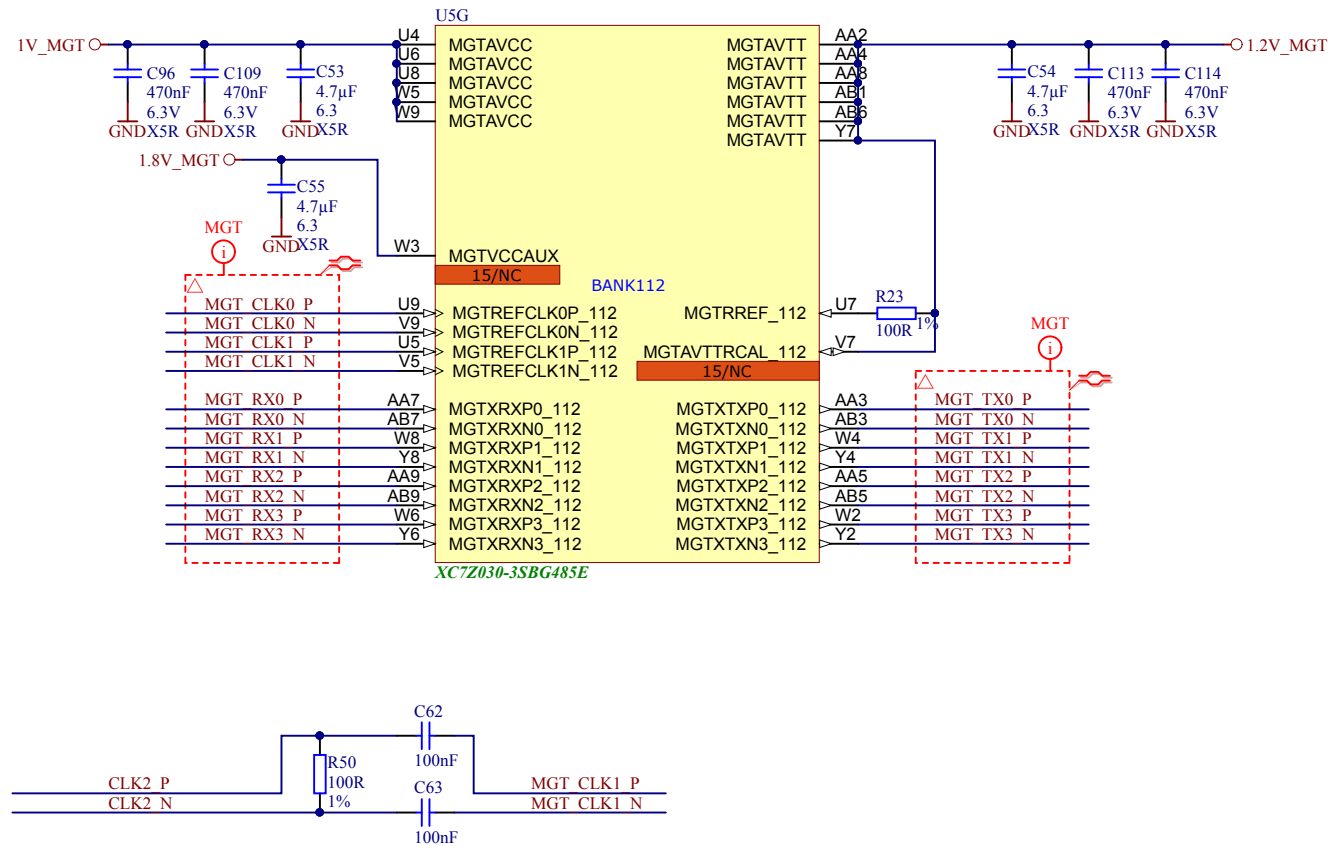 U5G
1V_MGT
C96
470nF
6.3V
X5R
GND
C109
470nF
6.3V
X5R
GND
C53
4.7µF
6.3
X5R
GND
U4 MGTAVCC
U6 MGTAVCC
U8 MGTAVCC
W5 MGTAVCC
W9 MGTAVCC
MGTAVTT AA2
MGTAVTT AA4
MGTAVTT AA8
MGTAVTT AB1
MGTAVTT AB6
MGTAVTT Y7
1.2V_MGT
C54
4.7µF
6.3
X5R
GND
C113
470nF
6.3V
X5R
GND
C114
470nF
6.3V
X5R
GND
1.8V_MGT
C55
4.7µF
6.3
X5R
GND
W3 MGTVCCAUX
15/NC
BANK112
MGT
i
MGT_CLK0_P U9 MGTREFCLK0P_112
MGT_CLK0_N V9 MGTREFCLK0N_112
MGT_CLK1_P U5 MGTREFCLK1P_112
MGT_CLK1_N V5 MGTREFCLK1N_112
MGTRREF_112 U7
R23
100R
1%
MGTAVTTRCAL_112 V7
15/NC
MGT
i
MGT_RX0_P AA7 MGTXRXP0_112
MGT_RX0_N AB7 MGTXRXN0_112
MGT_RX1_P W8 MGTXRXP1_112
MGT_RX1_N Y8 MGTXRXN1_112
MGT_RX2_P AA9 MGTXRXP2_112
MGT_RX2_N AB9 MGTXRXN2_112
MGT_RX3_P W6 MGTXRXP3_112
MGT_RX3_N Y6 MGTXRXN3_112
MGTXTXP0_112 AA3 MGT_TX0_P
MGTXTXN0_112 AB3 MGT_TX0_N
MGTXTXP1_112 W4 MGT_TX1_P
MGTXTXN1_112 Y4 MGT_TX1_N
MGTXTXP2_112 AA5 MGT_TX2_P
MGTXTXN2_112 AB5 MGT_TX2_N
MGTXTXP3_112 W2 MGT_TX3_P
MGTXTXN3_112 Y2 MGT_TX3_N
XC7Z030-3SBG485E
C62
100nF
R50
100R
1%
C63
100nF
CLK2_P
CLK2_N
MGT_CLK1_P
MGT_CLK1_N